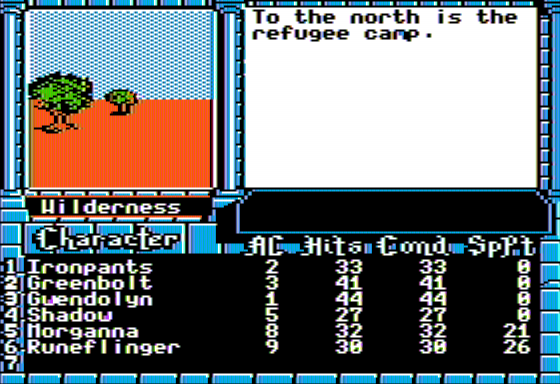 To the north is the
refugee camp.
Wilderness
Character AC Hits Cond SpPt
1 Ironpants 2 33 33 0
2 Greenbolt 3 41 41 0
3 Gwendolyn 1 44 44 0
4 Shadow 5 27 27 0
5 Morganna 8 32 32 21
6 Runeflinger 9 30 30 26
7